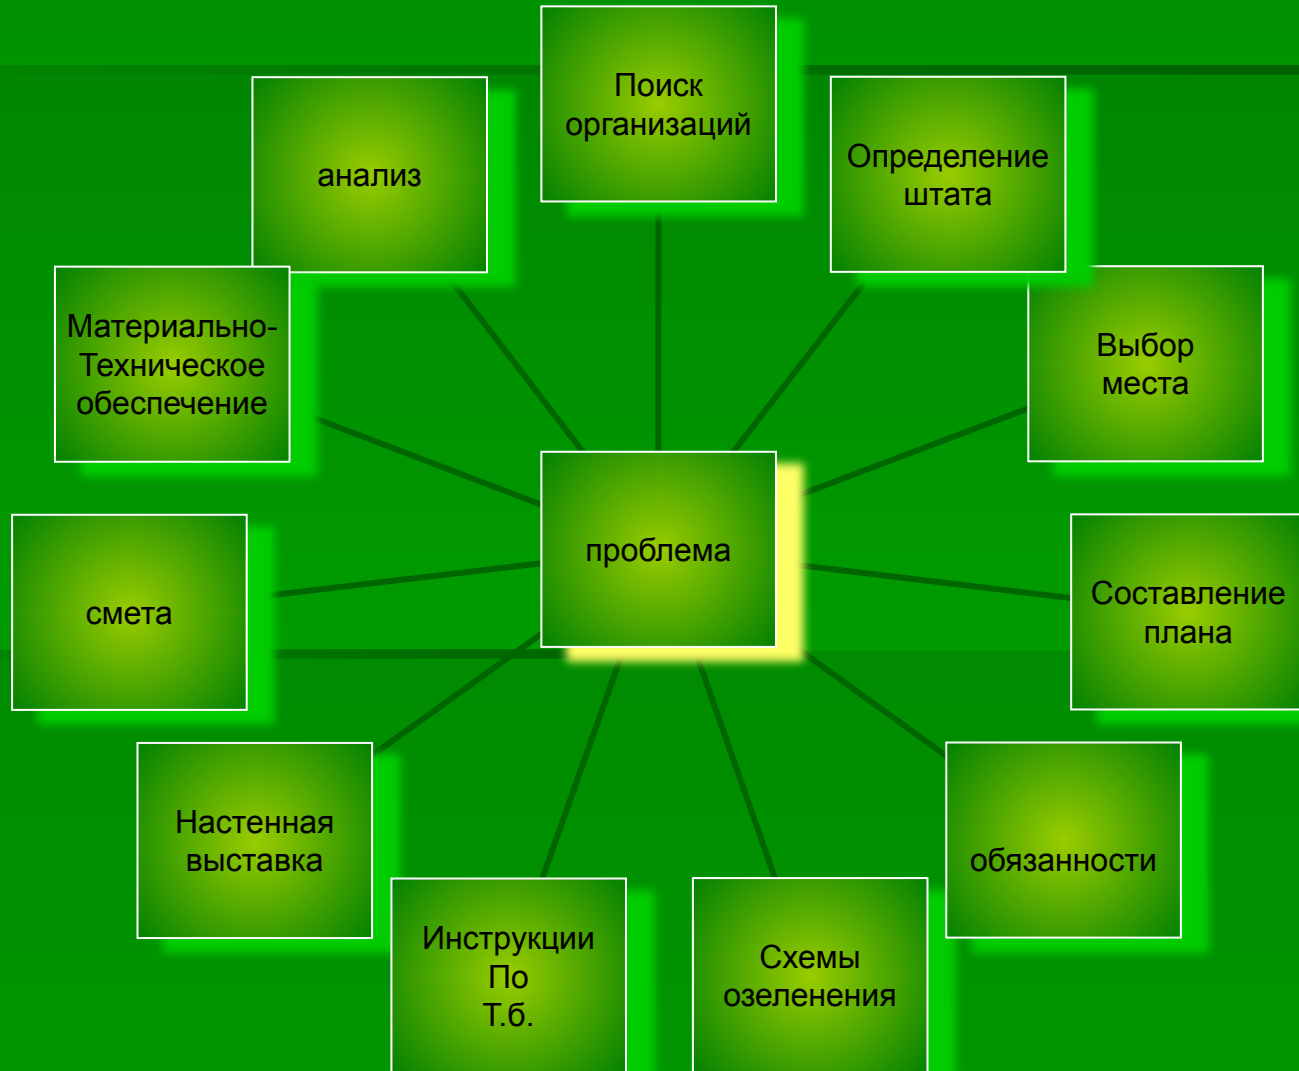 Поиск
организаций
анализ
Определение
штата
Материально-
Техническое
обеспечение
Выбор
места
проблема
смета
Составление
плана
Настенная
выставка
обязанности
Инструкции
По
Т.б.
Схемы
озеленения